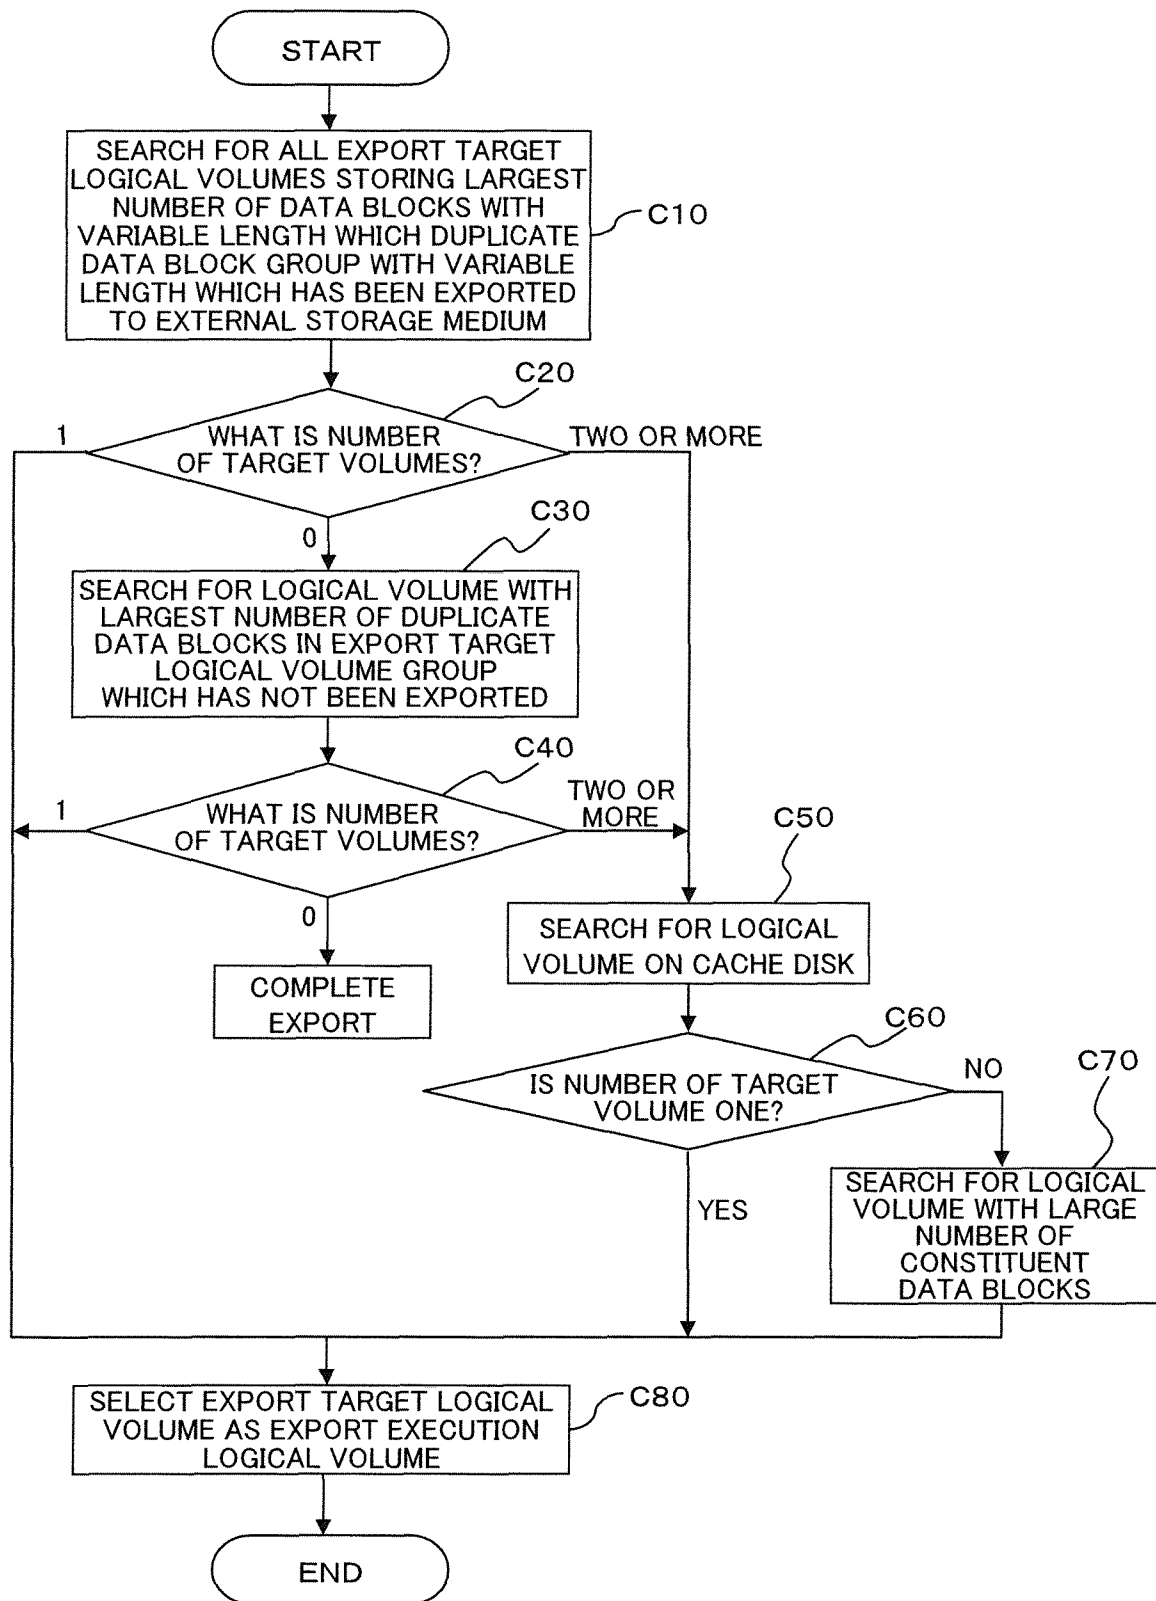 START
SEARCH FOR ALL EXPORT TARGET
LOGICAL VOLUMES STORING LARGEST
NUMBER OF DATA BLOCKS WITH
VARIABLE LENGTH WHICH DUPLICATE
DATA BLOCK GROUP WITH VARIABLE
LENGTH WHICH HAS BEEN EXPORTED
TO EXTERNAL STORAGE MEDIUM
C10
C20
1
WHAT IS NUMBER
OF TARGET VOLUMES?
TWO OR MORE
0
C30
SEARCH FOR LOGICAL VOLUME WITH
LARGEST NUMBER OF DUPLICATE
DATA BLOCKS IN EXPORT TARGET
LOGICAL VOLUME GROUP
WHICH HAS NOT BEEN EXPORTED
C40
1
WHAT IS NUMBER
OF TARGET VOLUMES?
TWO OR
MORE
0
COMPLETE
EXPORT
C50
SEARCH FOR LOGICAL
VOLUME ON CACHE DISK
C60
IS NUMBER OF TARGET
VOLUME ONE?
NO
YES
C70
SEARCH FOR LOGICAL
VOLUME WITH LARGE
NUMBER OF
CONSTITUENT
DATA BLOCKS
SELECT EXPORT TARGET LOGICAL
VOLUME AS EXPORT EXECUTION
LOGICAL VOLUME
C80
END